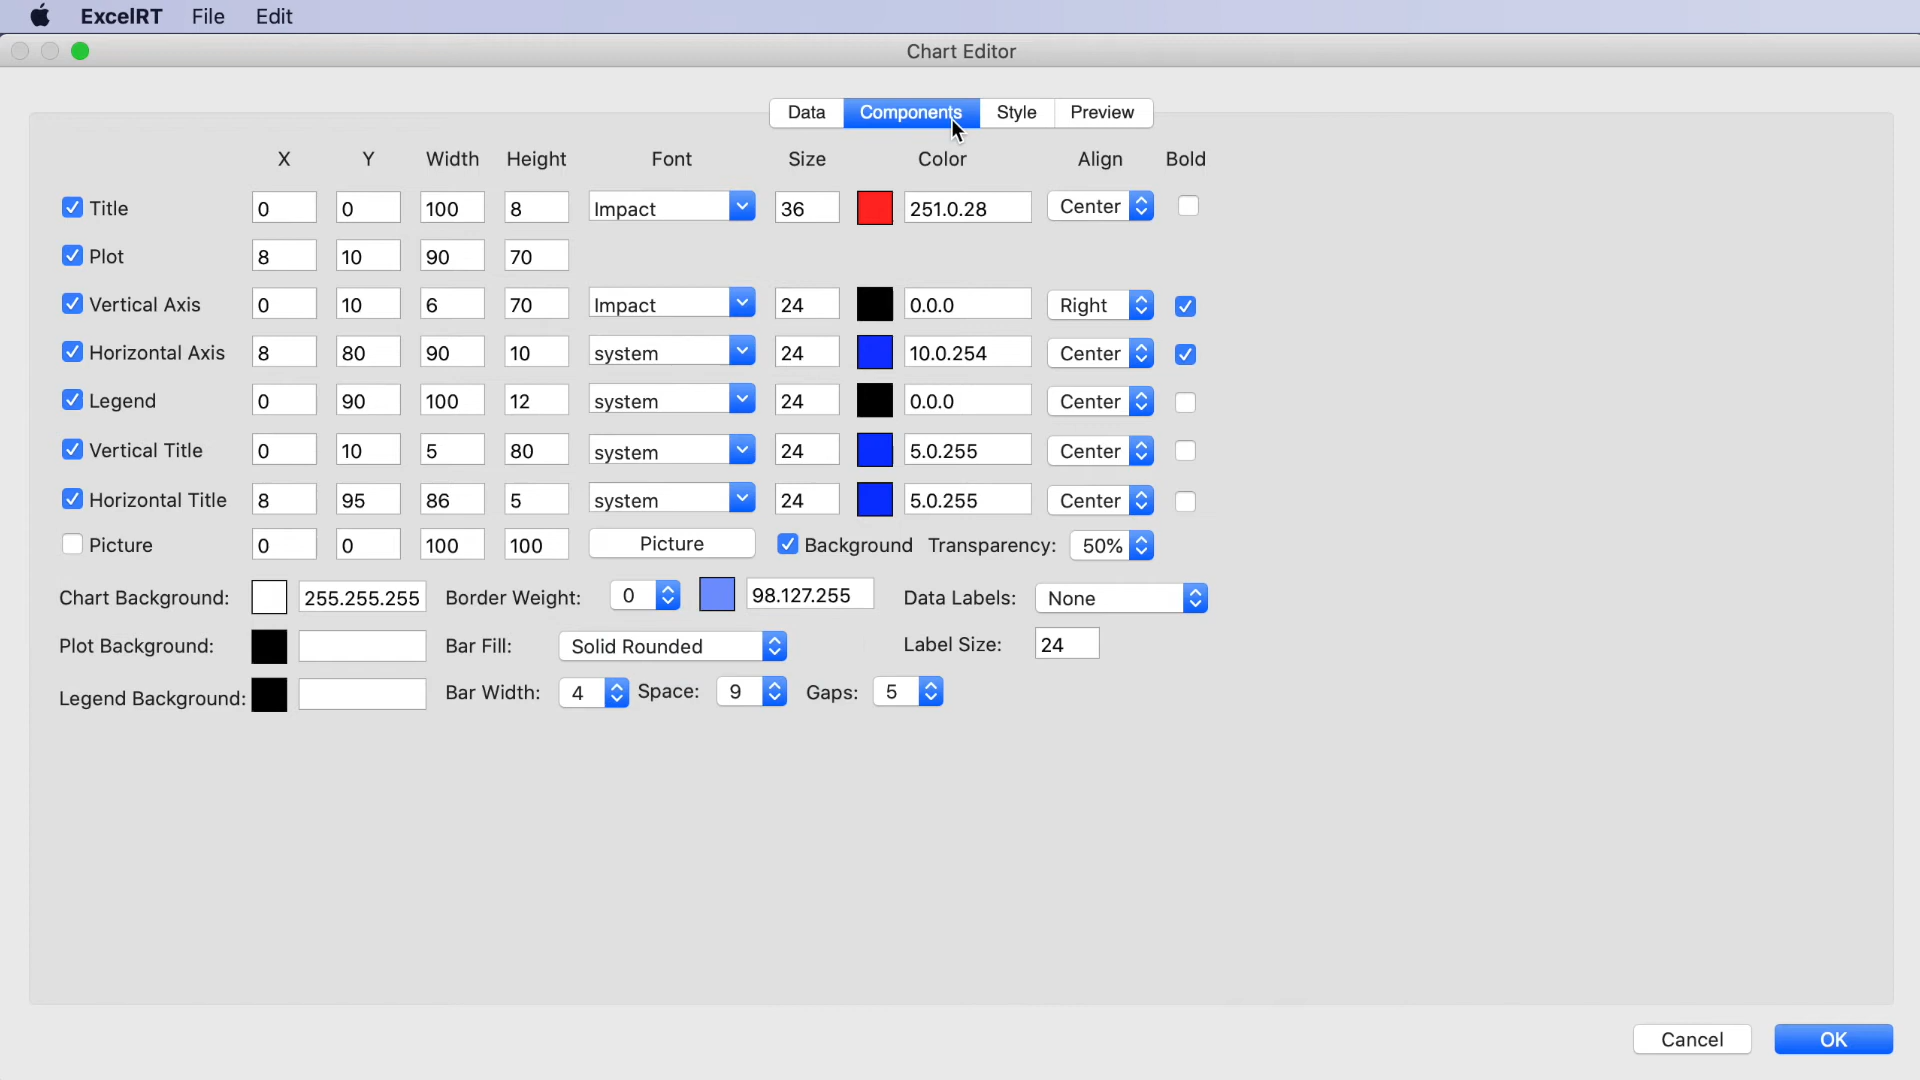 ExcelRT File Edit
Chart Editor
Data Components Style Preview
X Y Width Height Font Size Color Align Bold
Title 0 0 100 8 Impact 36 251.0.28 Center
Plot 8 10 90 70
Vertical Axis 0 10 6 70 Impact 24 0.0.0 Right
Horizontal Axis 8 80 90 10 system 24 10.0.254 Center
Legend 0 90 100 12 system 24 0.0.0 Center
Vertical Title 0 10 5 80 system 24 5.0.255 Center
Horizontal Title 8 95 86 5 system 24 5.0.255 Center
Picture 0 0 100 100 Picture Background Transparency: 50%
Chart Background: 255.255.255 Border Weight: 0 98.127.255 Data Labels: None
Plot Background: Bar Fill: Solid Rounded Label Size: 24
Legend Background: Bar Width: 4 Space: 9 Gaps: 5
Cancel OK